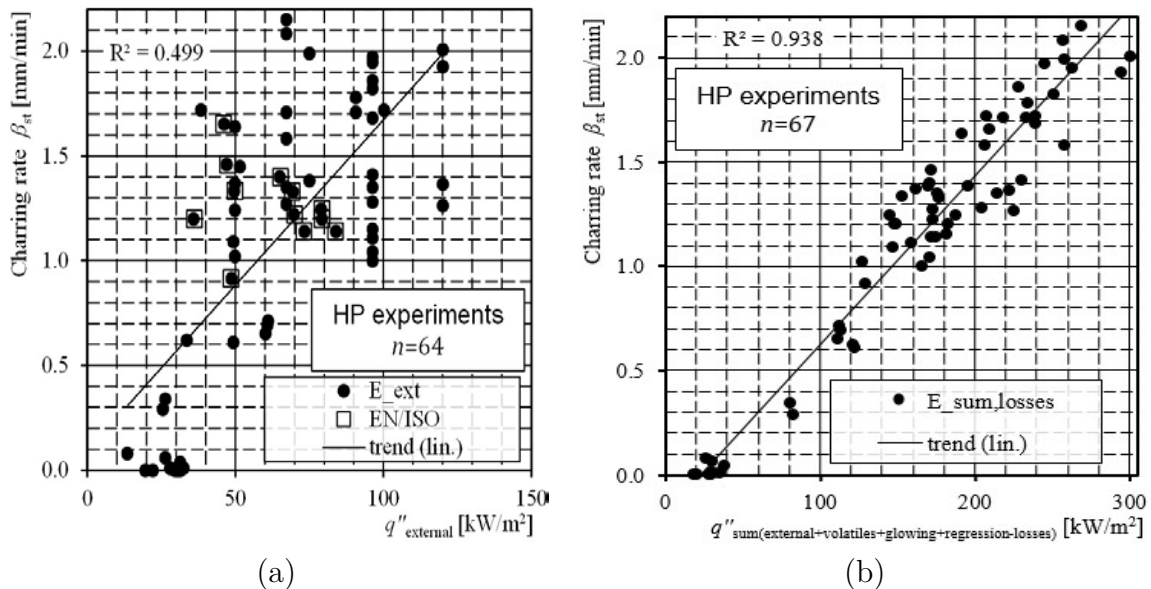 Charring rate βst [mm/min]
2.0
1.5
1.0
0.5
0.0
R² = 0.499
HP experiments
n=64
E_ext
EN/ISO
trend (lin.)
0
50
100
150
q″external [kW/m²]
(a)
Charring rate βst [mm/min]
2.0
1.5
1.0
0.5
0.0
R² = 0.938
HP experiments
n=67
E_sum,losses
trend (lin.)
0
100
200
300
q″sum(external+volatiles+glowing+regression-losses) [kW/m²]
(b)